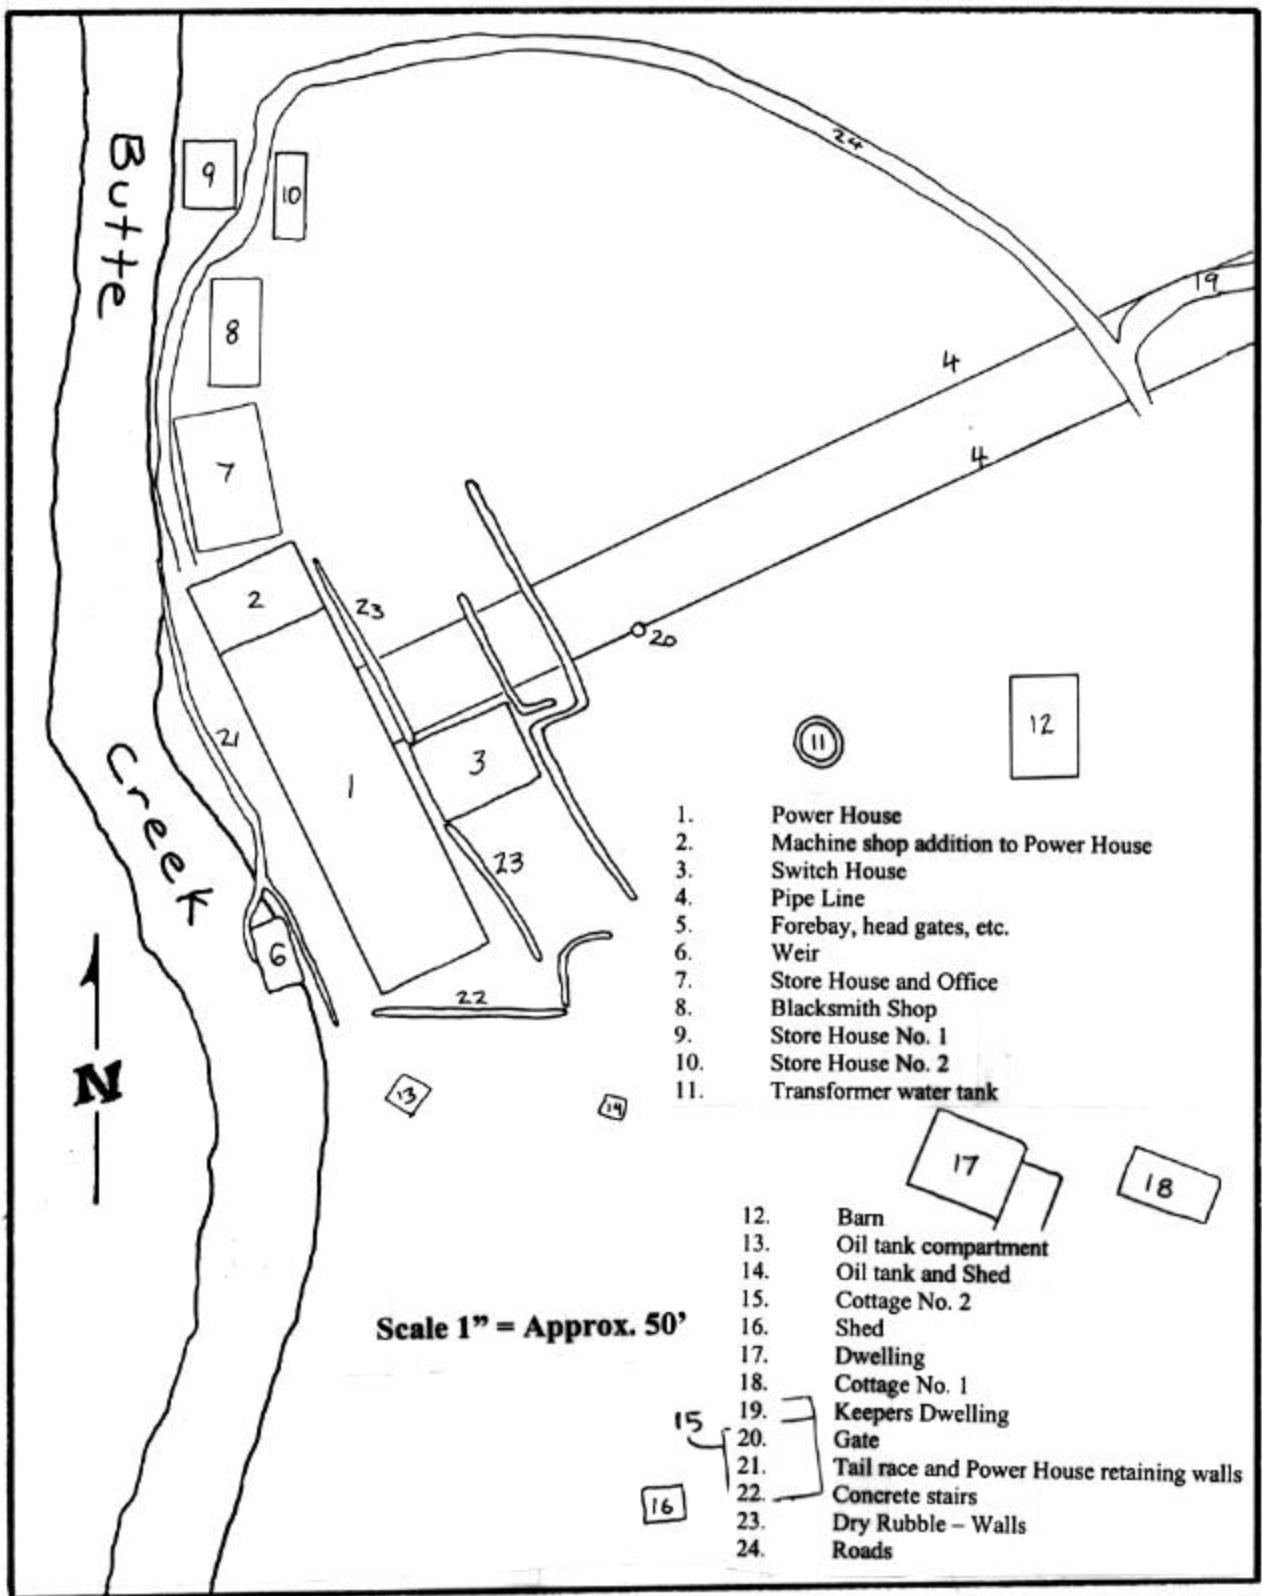 24
9
10
Butte
19
8
4
7
4
2
23
20
12
11
21
1
3
Creek
23
6
22
N
1. Power House
2. Machine shop addition to Power House
3. Switch House
4. Pipe Line
5. Forebay, head gates, etc.
6. Weir
7. Store House and Office
8. Blacksmith Shop
9. Store House No. 1
10. Store House No. 2
11. Transformer water tank
13
14
17
18
12. Barn
13. Oil tank compartment
14. Oil tank and Shed
15. Cottage No. 2
16. Shed
17. Dwelling
18. Cottage No. 1
19. Keepers Dwelling
20. Gate
21. Tail race and Power House retaining walls
22. Concrete stairs
23. Dry Rubble – Walls
24. Roads
Scale 1” = Approx. 50’
15
16